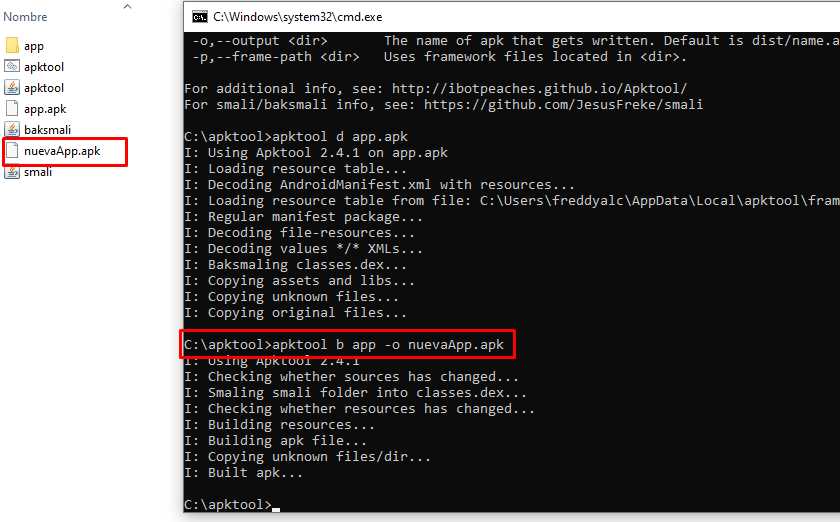 Nombre
app
apktool
apktool
app.apk
baksmali
nuevaApp.apk
smali
C:\Windows\system32\cmd.exe
-o,--output <dir>       The name of apk that gets written. Default is dist/name.a
-p,--frame-path <dir>   Uses framework files located in <dir>.
For additional info, see: http://ibotpeaches.github.io/Apktool/
For smali/baksmali info, see: https://github.com/JesusFreke/smali
C:\apktool>apktool d app.apk
I: Using Apktool 2.4.1 on app.apk
I: Loading resource table...
I: Decoding AndroidManifest.xml with resources...
I: Loading resource table from file: C:\Users\freddyalc\AppData\Local\apktool\fram
I: Regular manifest package...
I: Decoding file-resources...
I: Decoding values */* XMLs...
I: Baksmaling classes.dex...
I: Copying assets and libs...
I: Copying unknown files...
I: Copying original files...
C:\apktool>apktool b app -o nuevaApp.apk
I: Using Apktool 2.4.1
I: Checking whether sources has changed...
I: Smaling smali folder into classes.dex...
I: Checking whether resources has changed...
I: Building resources...
I: Building apk file...
I: Copying unknown files/dir...
I: Built apk...
C:\apktool>